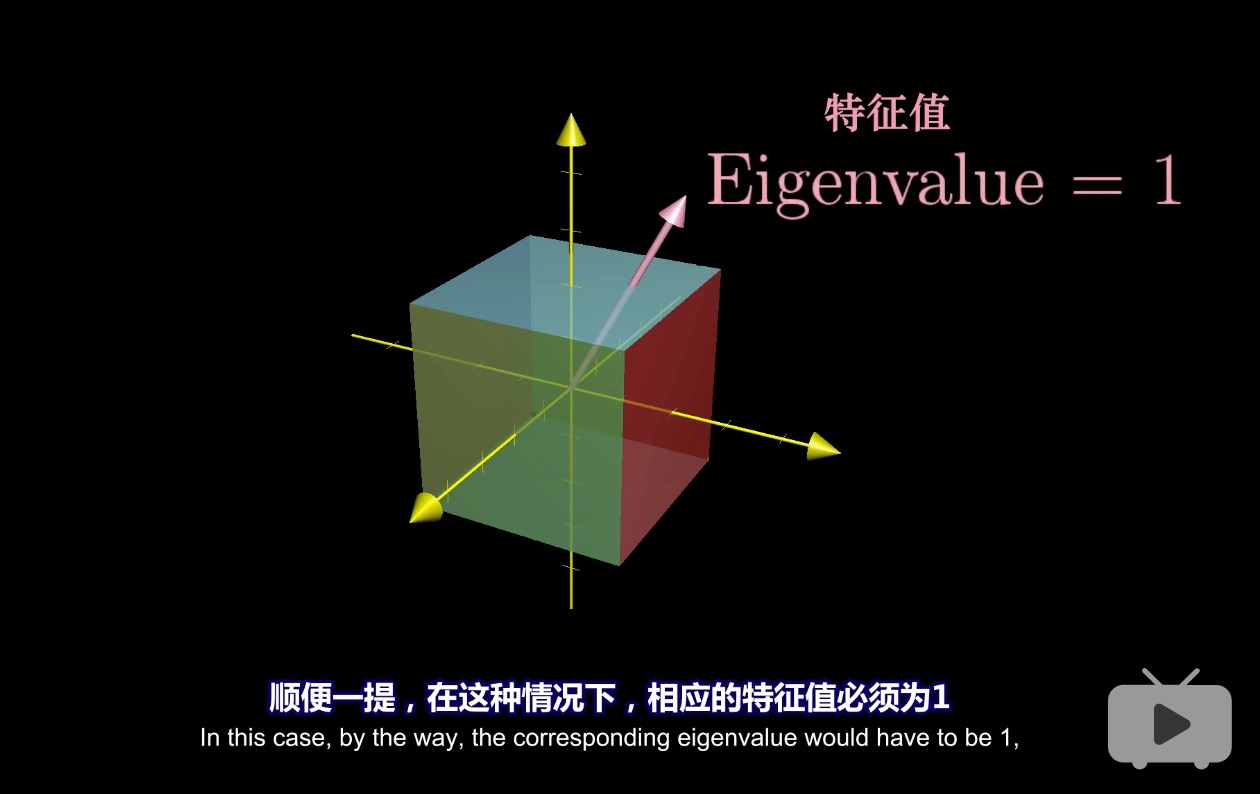 特征值
Eigenvalue = 1
顺便一提，在这种情况下，相应的特征值必须为1
In this case, by the way, the corresponding eigenvalue would have to be 1,